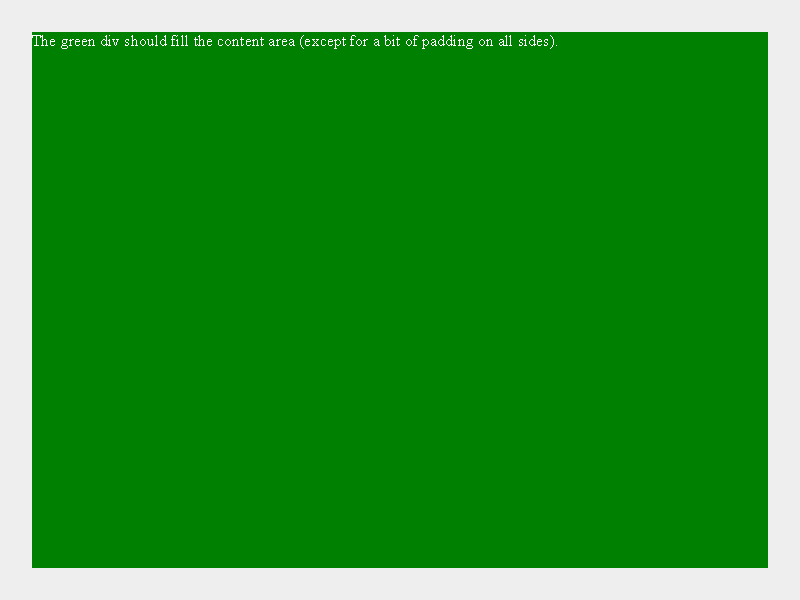 The green div should fill the content area (except for a bit of padding on all sides).